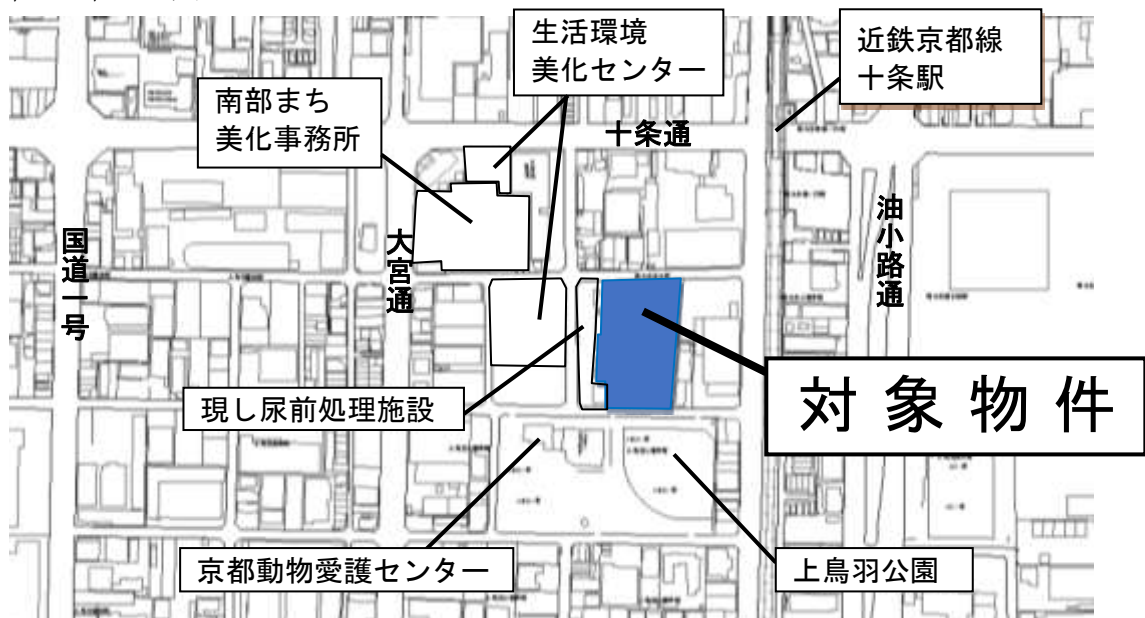 生活環境
美化センター
近鉄京都線
十条駅
南部まち
美化事務所
十条通
国道一号
大宮通
油小路通
対象物件
現し尿前処理施設
京都動物愛護センター
上鳥羽公園